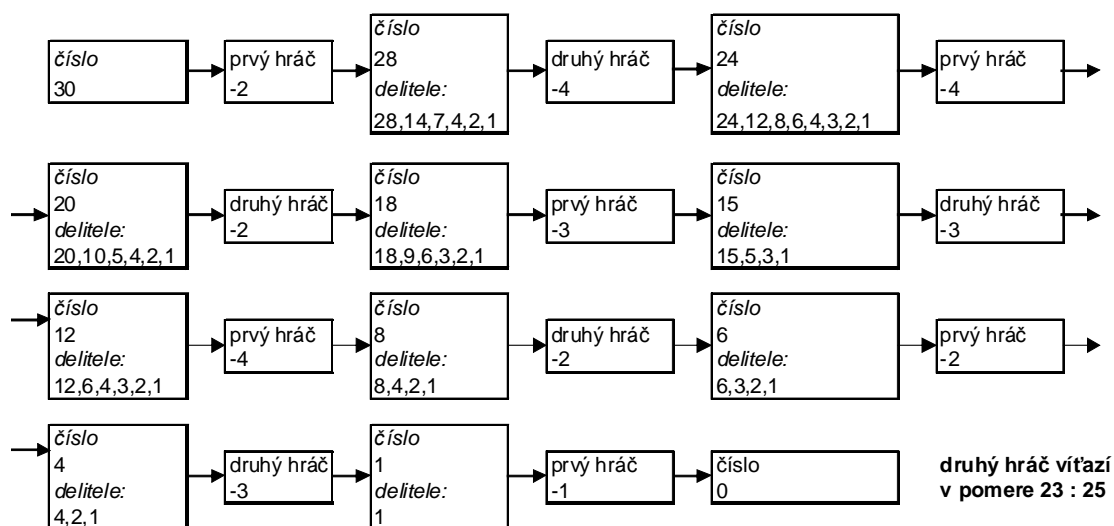 číslo
30
prvý hráč
-2
číslo
28
delitele:
28,14,7,4,2,1
druhý hráč
-4
číslo
24
delitele:
24,12,8,6,4,3,2,1
prvý hráč
-4
číslo
20
delitele:
20,10,5,4,2,1
druhý hráč
-2
číslo
18
delitele:
18,9,6,3,2,1
prvý hráč
-3
číslo
15
delitele:
15,5,3,1
druhý hráč
-3
číslo
12
delitele:
12,6,4,3,2,1
prvý hráč
-4
číslo
8
delitele:
8,4,2,1
druhý hráč
-2
číslo
6
delitele:
6,3,2,1
prvý hráč
-2
číslo
4
delitele:
4,2,1
druhý hráč
-3
číslo
1
delitele:
1
prvý hráč
-1
číslo
0
druhý hráč víťazí
v pomere 23 : 25